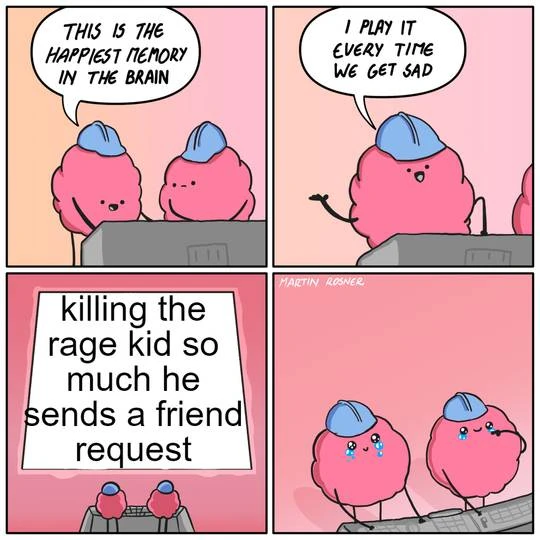 THIS IS THE
HAPPIEST MEMORY
IN THE BRAIN
I PLAY IT
EVERY TIME
WE GET SAD
killing the
rage kid so
much he
sends a friend
request
MARTIN ROSNER